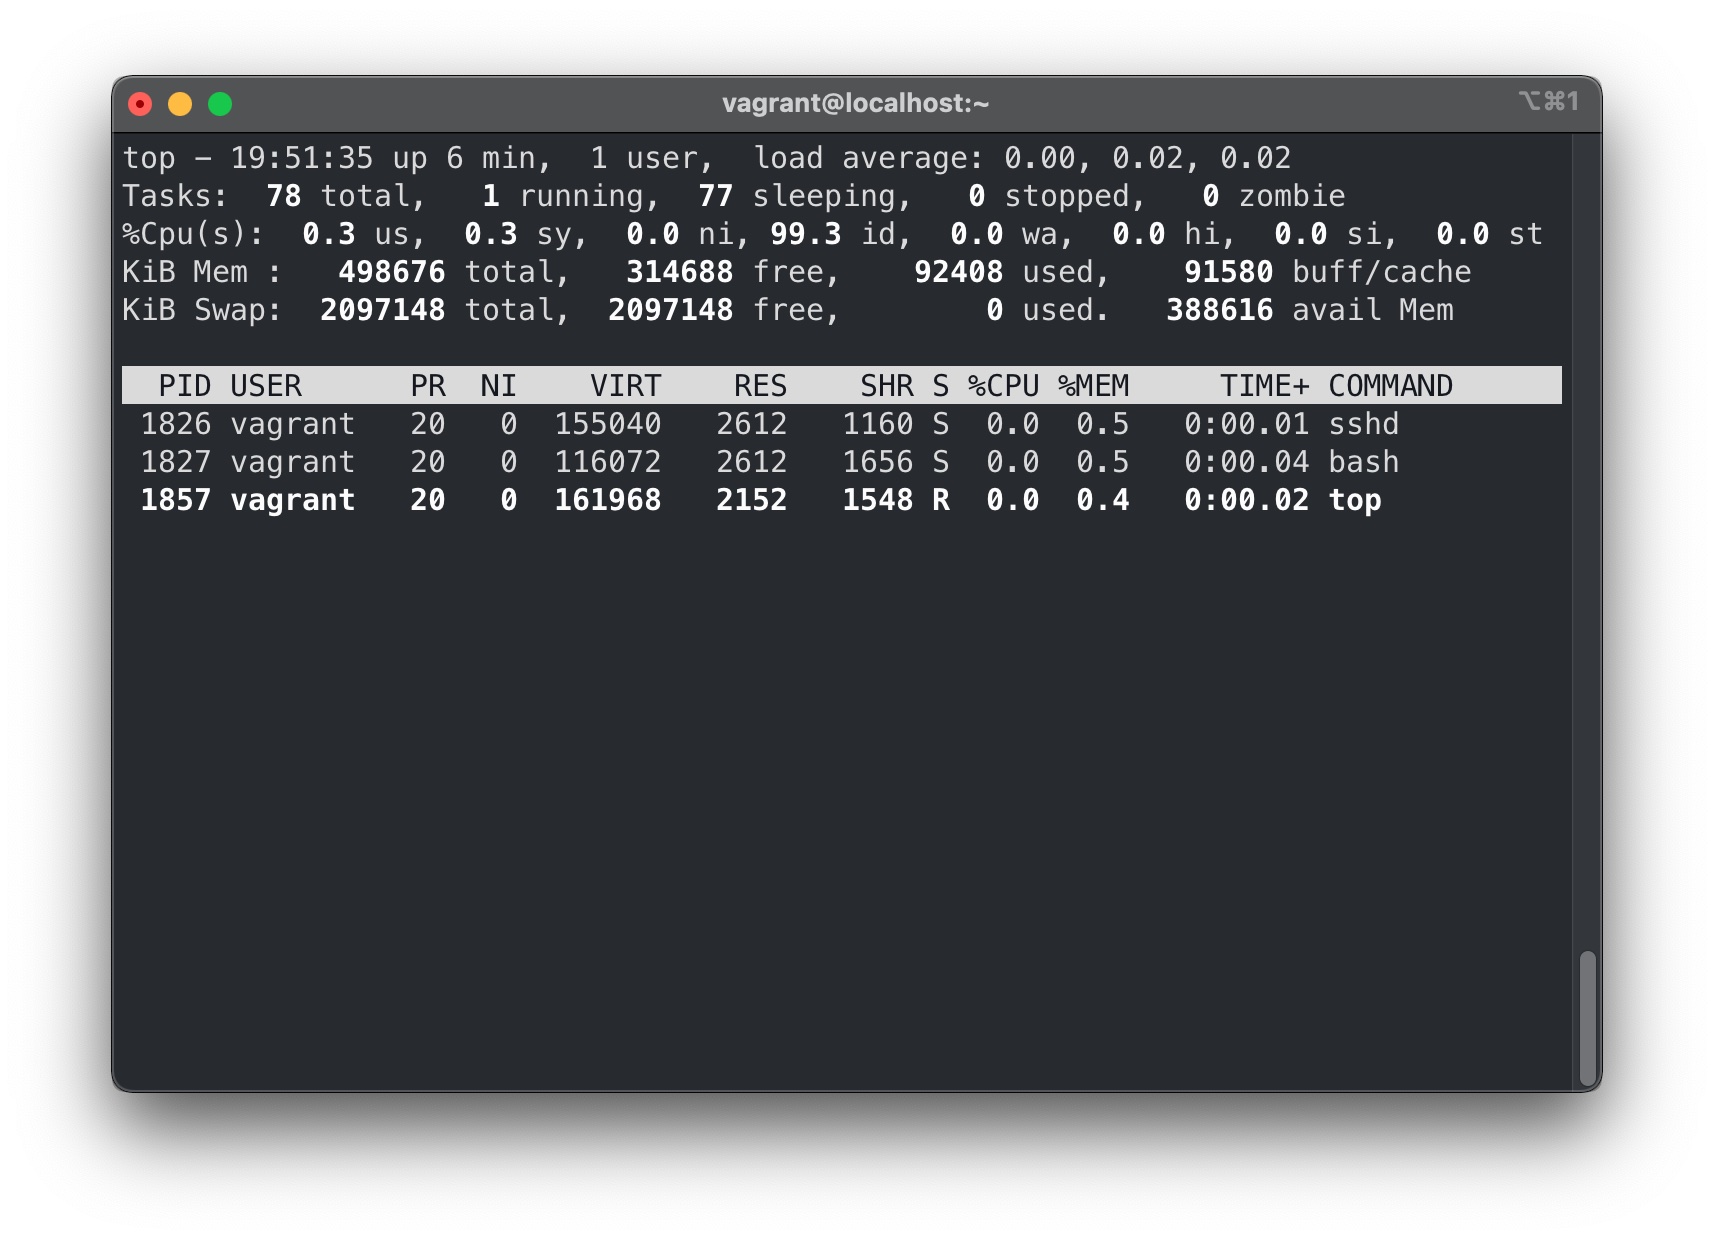 vagrant@localhost:~ ⌥⌘1
top - 19:51:35 up 6 min,  1 user,  load average: 0.00, 0.02, 0.02
Tasks:  78 total,   1 running,  77 sleeping,   0 stopped,   0 zombie
%Cpu(s):  0.3 us,  0.3 sy,  0.0 ni, 99.3 id,  0.0 wa,  0.0 hi,  0.0 si,  0.0 st
KiB Mem :   498676 total,   314688 free,    92408 used,    91580 buff/cache
KiB Swap:  2097148 total,  2097148 free,        0 used.   388616 avail Mem
  PID USER      PR  NI    VIRT    RES    SHR S %CPU %MEM     TIME+ COMMAND
 1826 vagrant   20   0  155040   2612   1160 S  0.0  0.5   0:00.01 sshd
 1827 vagrant   20   0  116072   2612   1656 S  0.0  0.5   0:00.04 bash
 1857 vagrant   20   0  161968   2152   1548 R  0.0  0.4   0:00.02 top